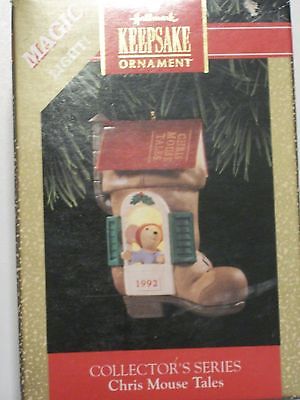 Hallmark
KEEPSAKE
ORNAMENT
MAGIC
LIGHT
CHRIS
MOUSE
TALES
1992
COLLECTOR'S SERIES
Chris Mouse Tales